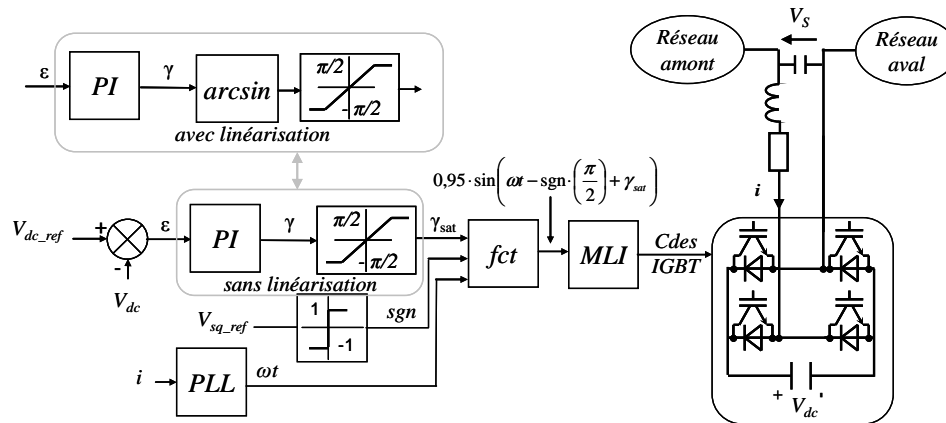 ε
PI
γ
arcsin
π/2
- π/2
avec linéarisation
V_S
Réseau
amont
Réseau
aval
i
0,95·sin(ωt−sgn·(π/2)+γ_sat)
V_dc_ref
+
-
V_dc
ε
PI
γ
π/2
- π/2
γ_sat
sans linéarisation
fct
MLI
Cdes
IGBT
V_sq_ref
1
-1
sgn
i
PLL
ωt
+
V_dc